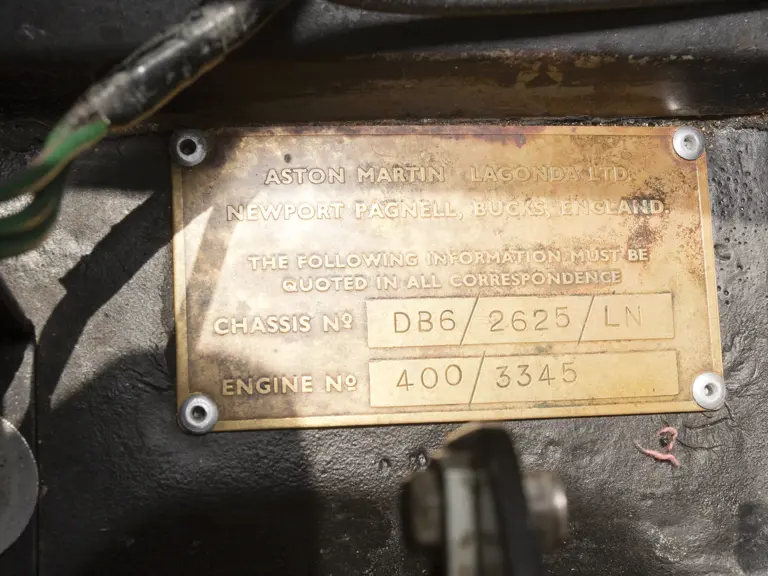 ASTON MARTIN LAGONDA LTD.
NEWPORT PAGNELL, BUCKS, ENGLAND.
THE FOLLOWING INFORMATION MUST BE
QUOTED IN ALL CORRESPONDENCE
CHASSIS Nº DB6/2625/LN
ENGINE Nº 400/3345